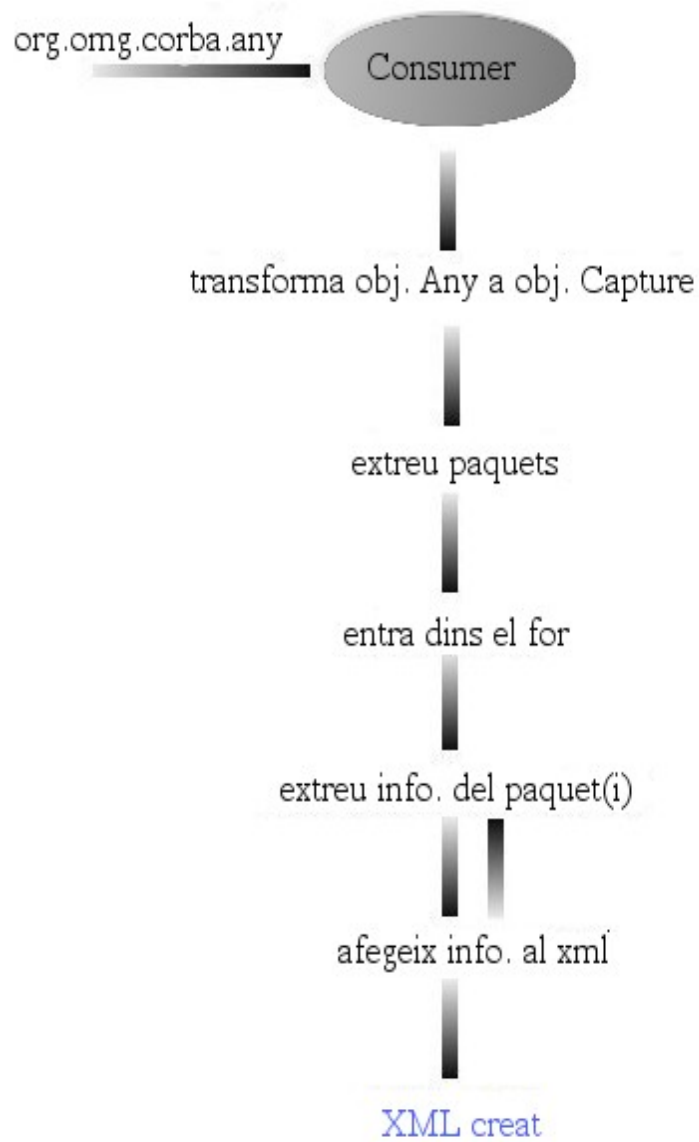 org.omg.corba.any
Consumer
transforma obj. Any a obj. Capture
extreu paquets
entra dins el for
extreu info. del paquet(i)
afegeix info. al xml
XML creat